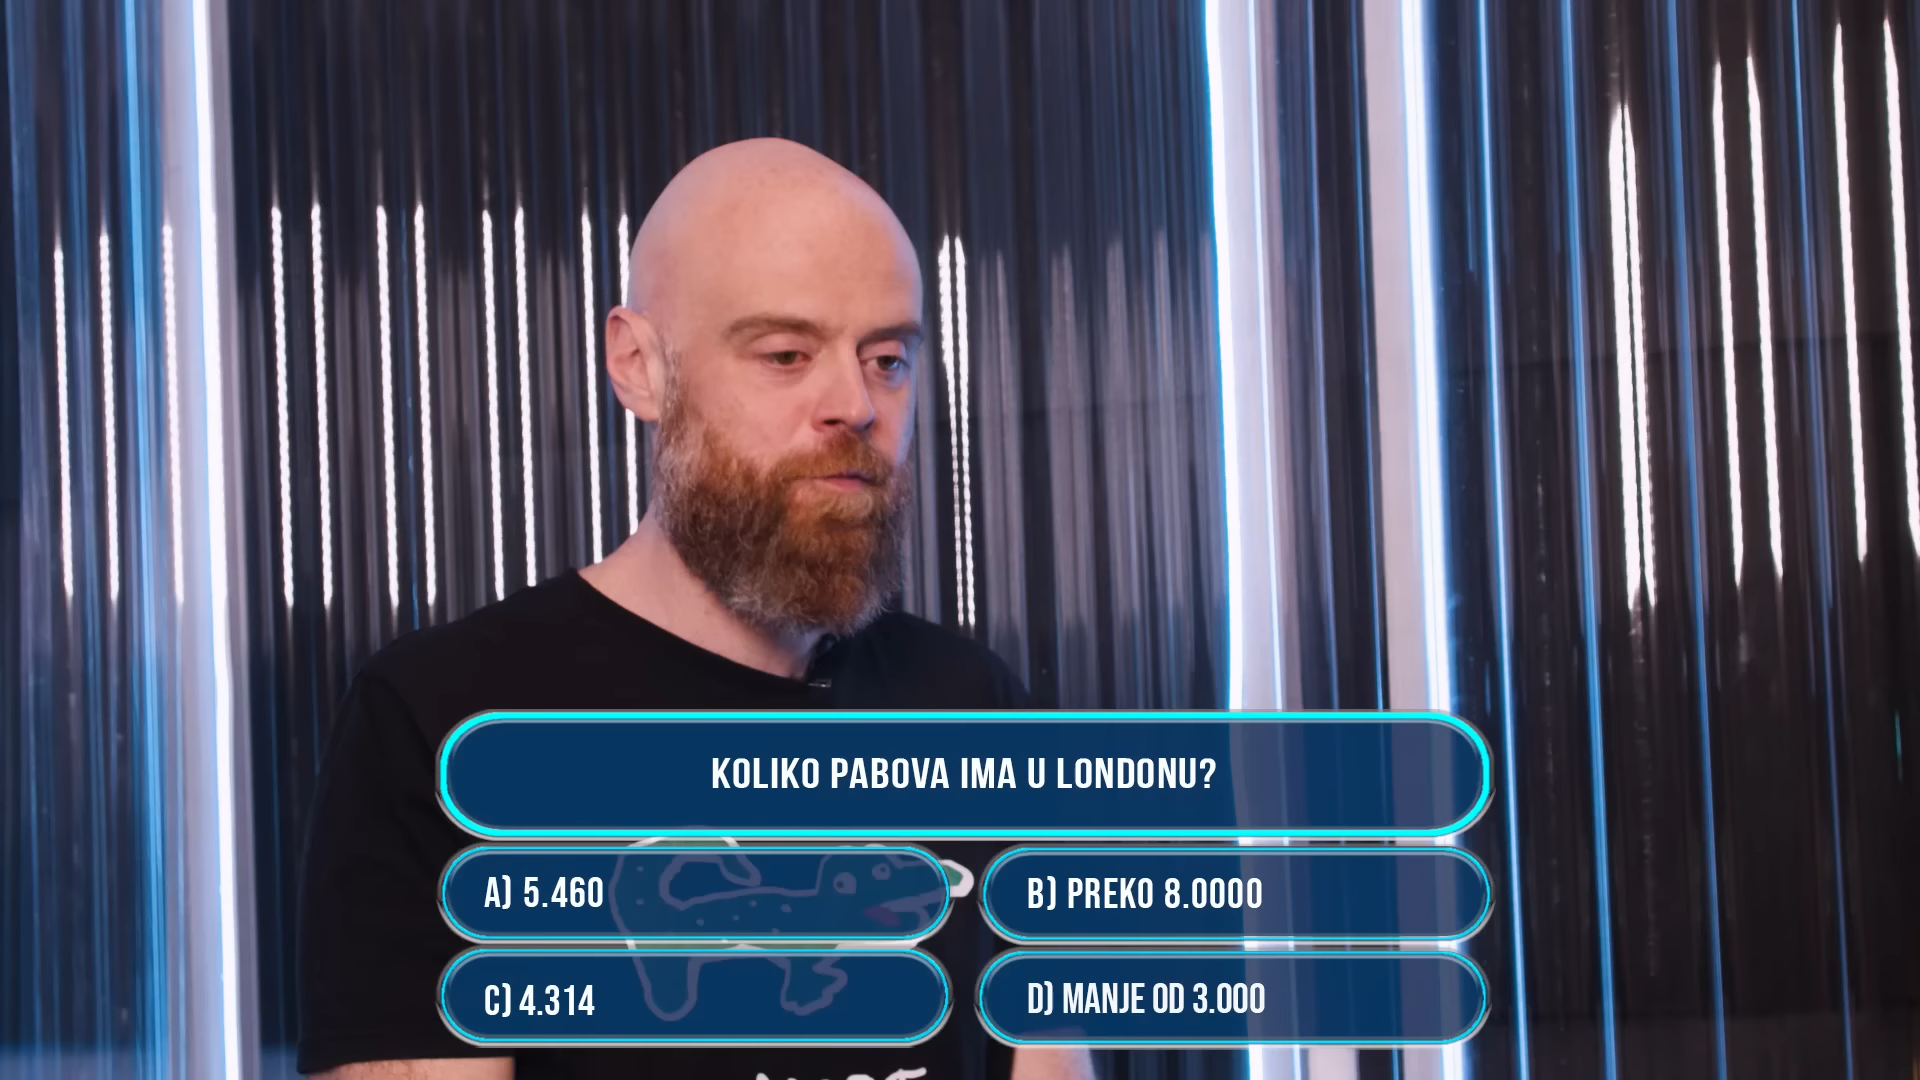 KOLIKO PABOVA IMA U LONDONU?
A) 5.460
B) PREKO 8.0000
C) 4.314
D) MANJE OD 3.000